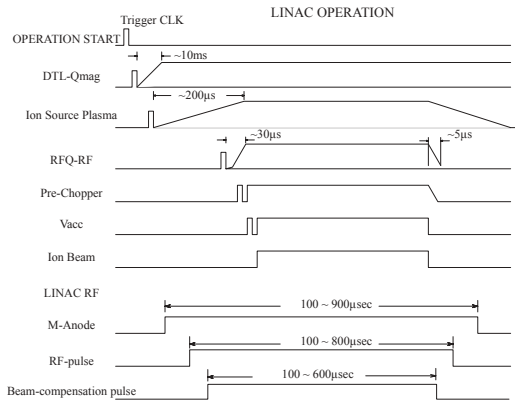 LINAC OPERATION
Trigger CLK
OPERATION START
~10ms
DTL-Qmag
~200μs
Ion Source Plasma
~30μs
~5μs
RFQ-RF
Pre-Chopper
Vacc
Ion Beam
LINAC RF
100 ~ 900μsec
M-Anode
100 ~ 800μsec
RF-pulse
100 ~ 600μsec
Beam-compensation pulse